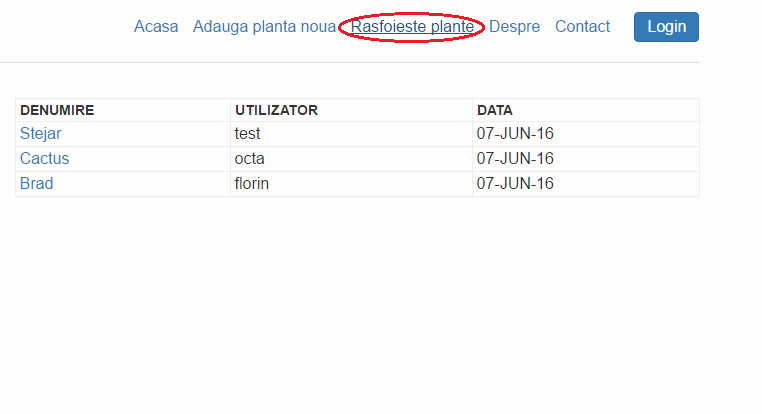 Acasa Adauga planta noua Rasfoieste plante Despre Contact Login
DENUMIRE UTILIZATOR DATA
Stejar test 07-JUN-16
Cactus octa 07-JUN-16
Brad florin 07-JUN-16